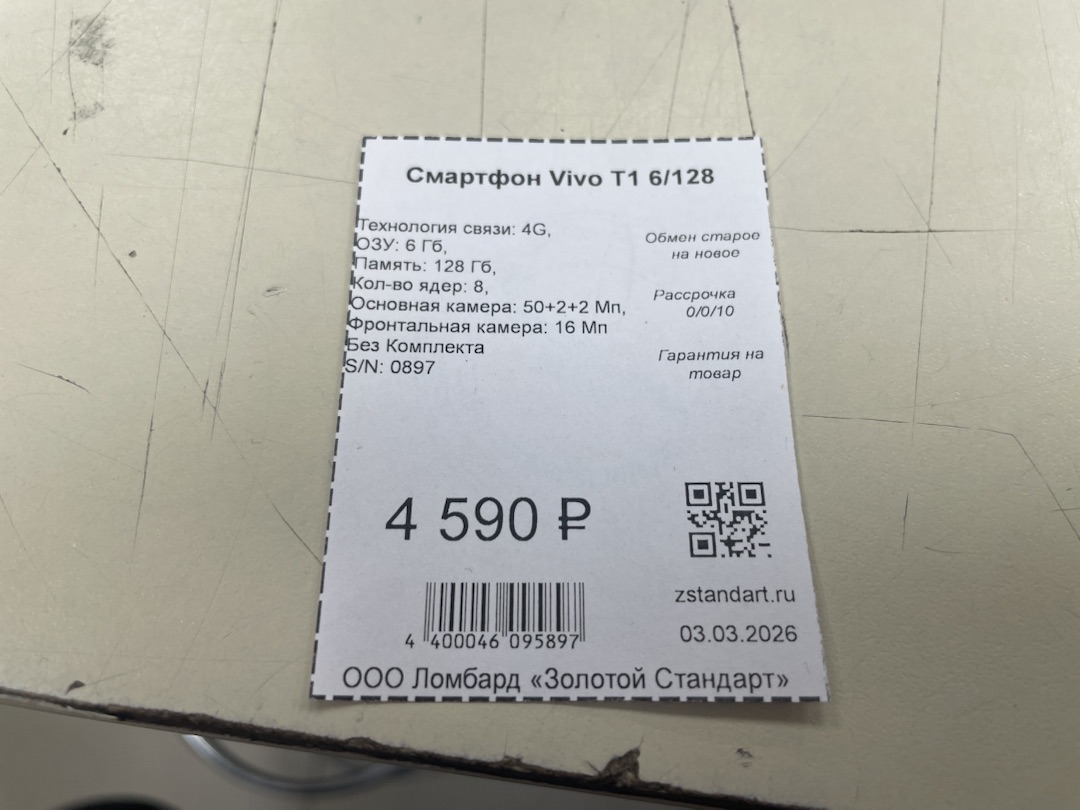 Смартфон Vivo T1 6/128
Технология связи: 4G,
ОЗУ: 6 Гб,
Память: 128 Гб,
Кол-во ядер: 8,
Основная камера: 50+2+2 Мп,
Фронтальная камера: 16 Мп
Без Комплекта
S/N: 0897
Обмен старое
на новое
Рассрочка
0/0/10
Гарантия на
товар
4 590 ₽
4 400046 095897
zstandart.ru
03.03.2026
ООО Ломбард «Золотой Стандарт»